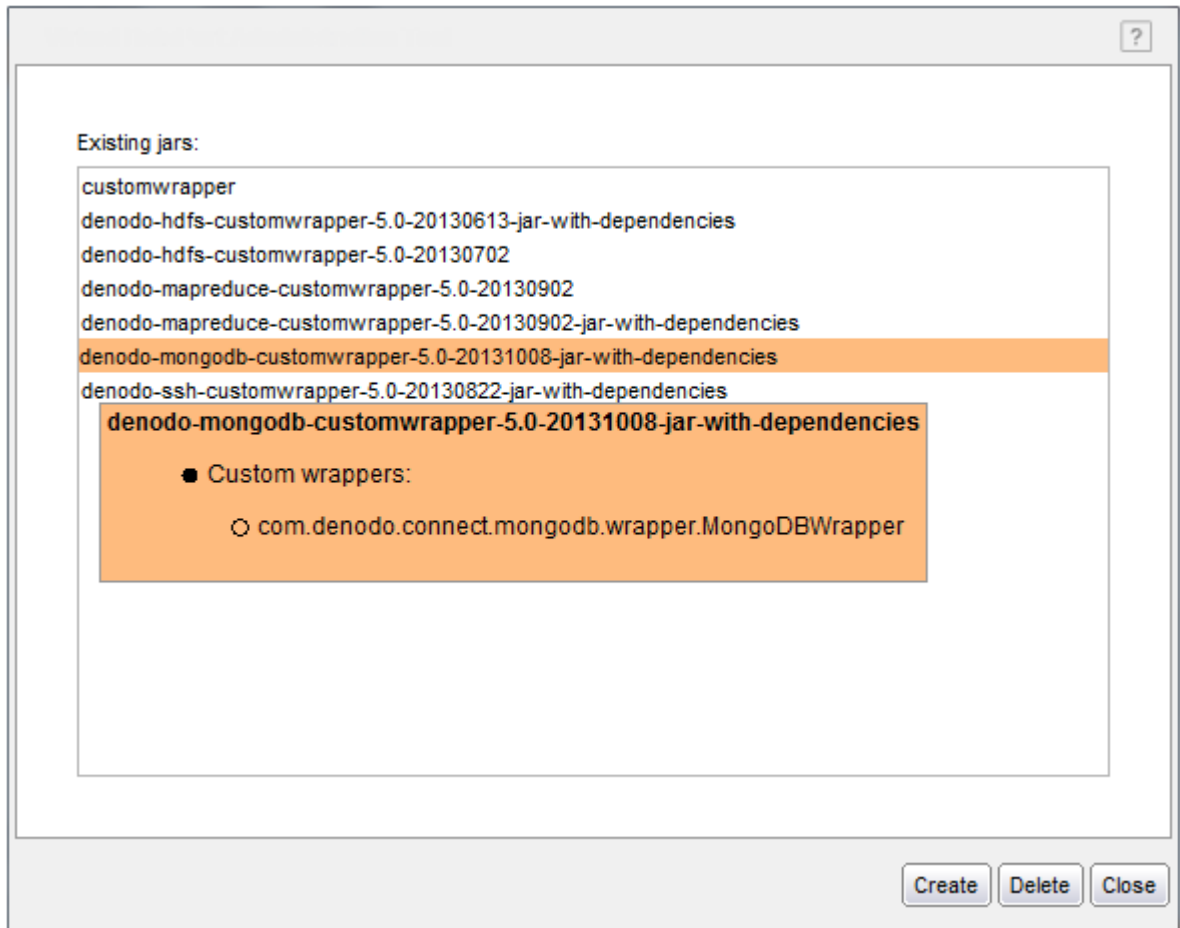 ?
Existing jars:
customwrapper
denodo-hdfs-customwrapper-5.0-20130613-jar-with-dependencies
denodo-hdfs-customwrapper-5.0-20130702
denodo-mapreduce-customwrapper-5.0-20130902
denodo-mapreduce-customwrapper-5.0-20130902-jar-with-dependencies
denodo-mongodb-customwrapper-5.0-20131008-jar-with-dependencies
denodo-ssh-customwrapper-5.0-20130822-jar-with-dependencies
denodo-mongodb-customwrapper-5.0-20131008-jar-with-dependencies
Custom wrappers:
com.denodo.connect.mongodb.wrapper.MongoDBWrapper
Create Delete Close